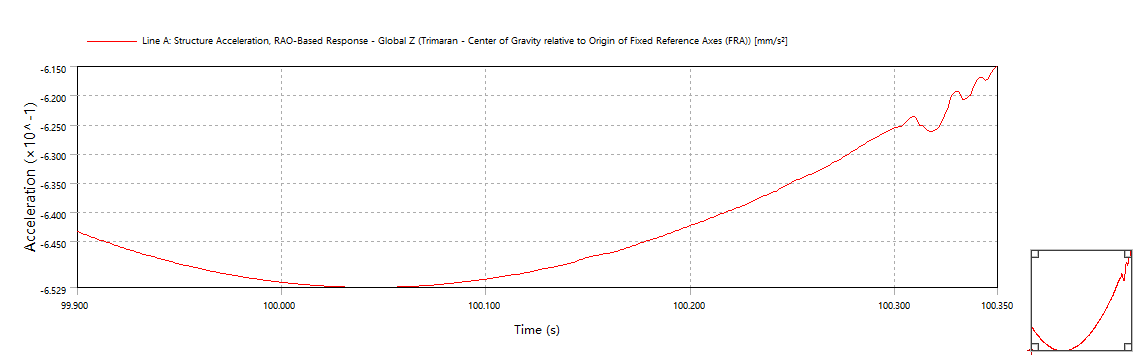 Line A: Structure Acceleration, RAO-Based Response - Global Z (Trimaran - Center of Gravity relative to Origin of Fixed Reference Axes (FRA)) [mm/s²]
Acceleration (×10^-1)
-6.150
-6.200
-6.250
-6.300
-6.350
-6.400
-6.450
-6.529
99.900 100.000 100.100 100.200 100.300 100.350
Time (s)